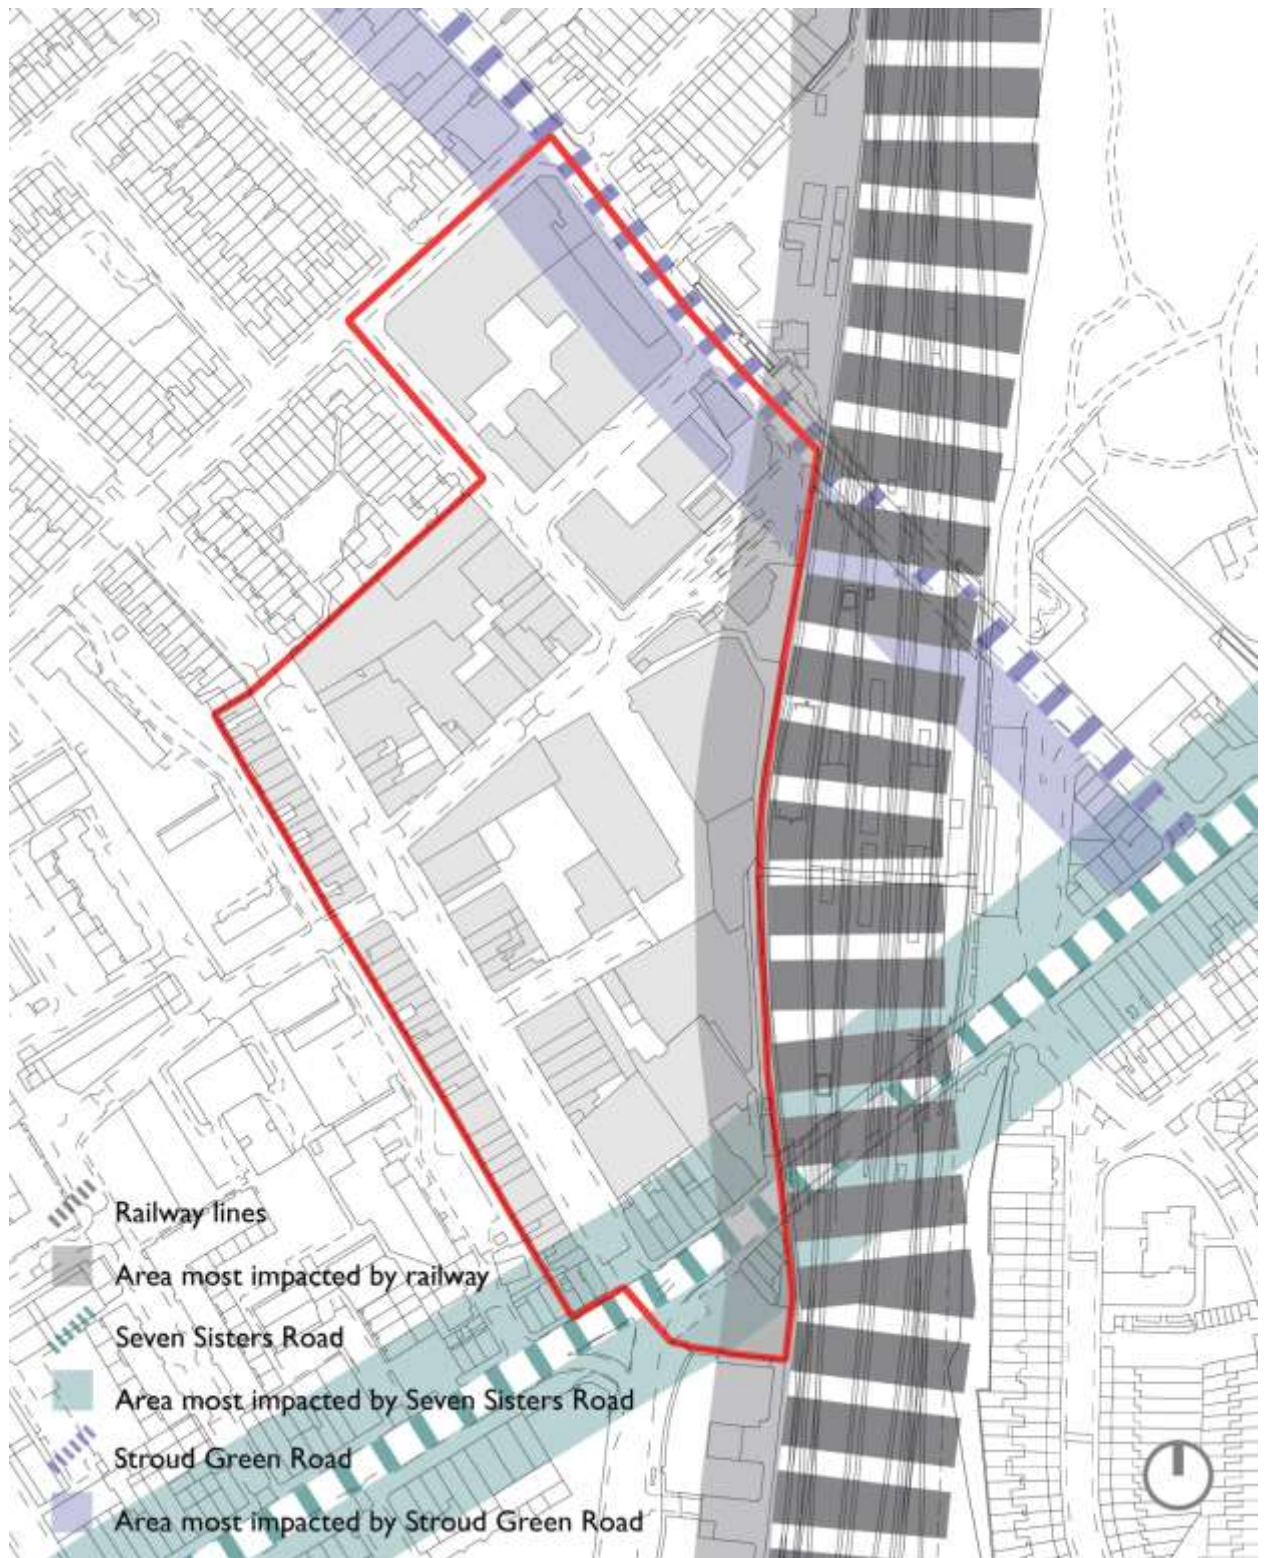 Railway lines
Area most impacted by railway
Seven Sisters Road
Area most impacted by Seven Sisters Road
Stroud Green Road
Area most impacted by Stroud Green Road